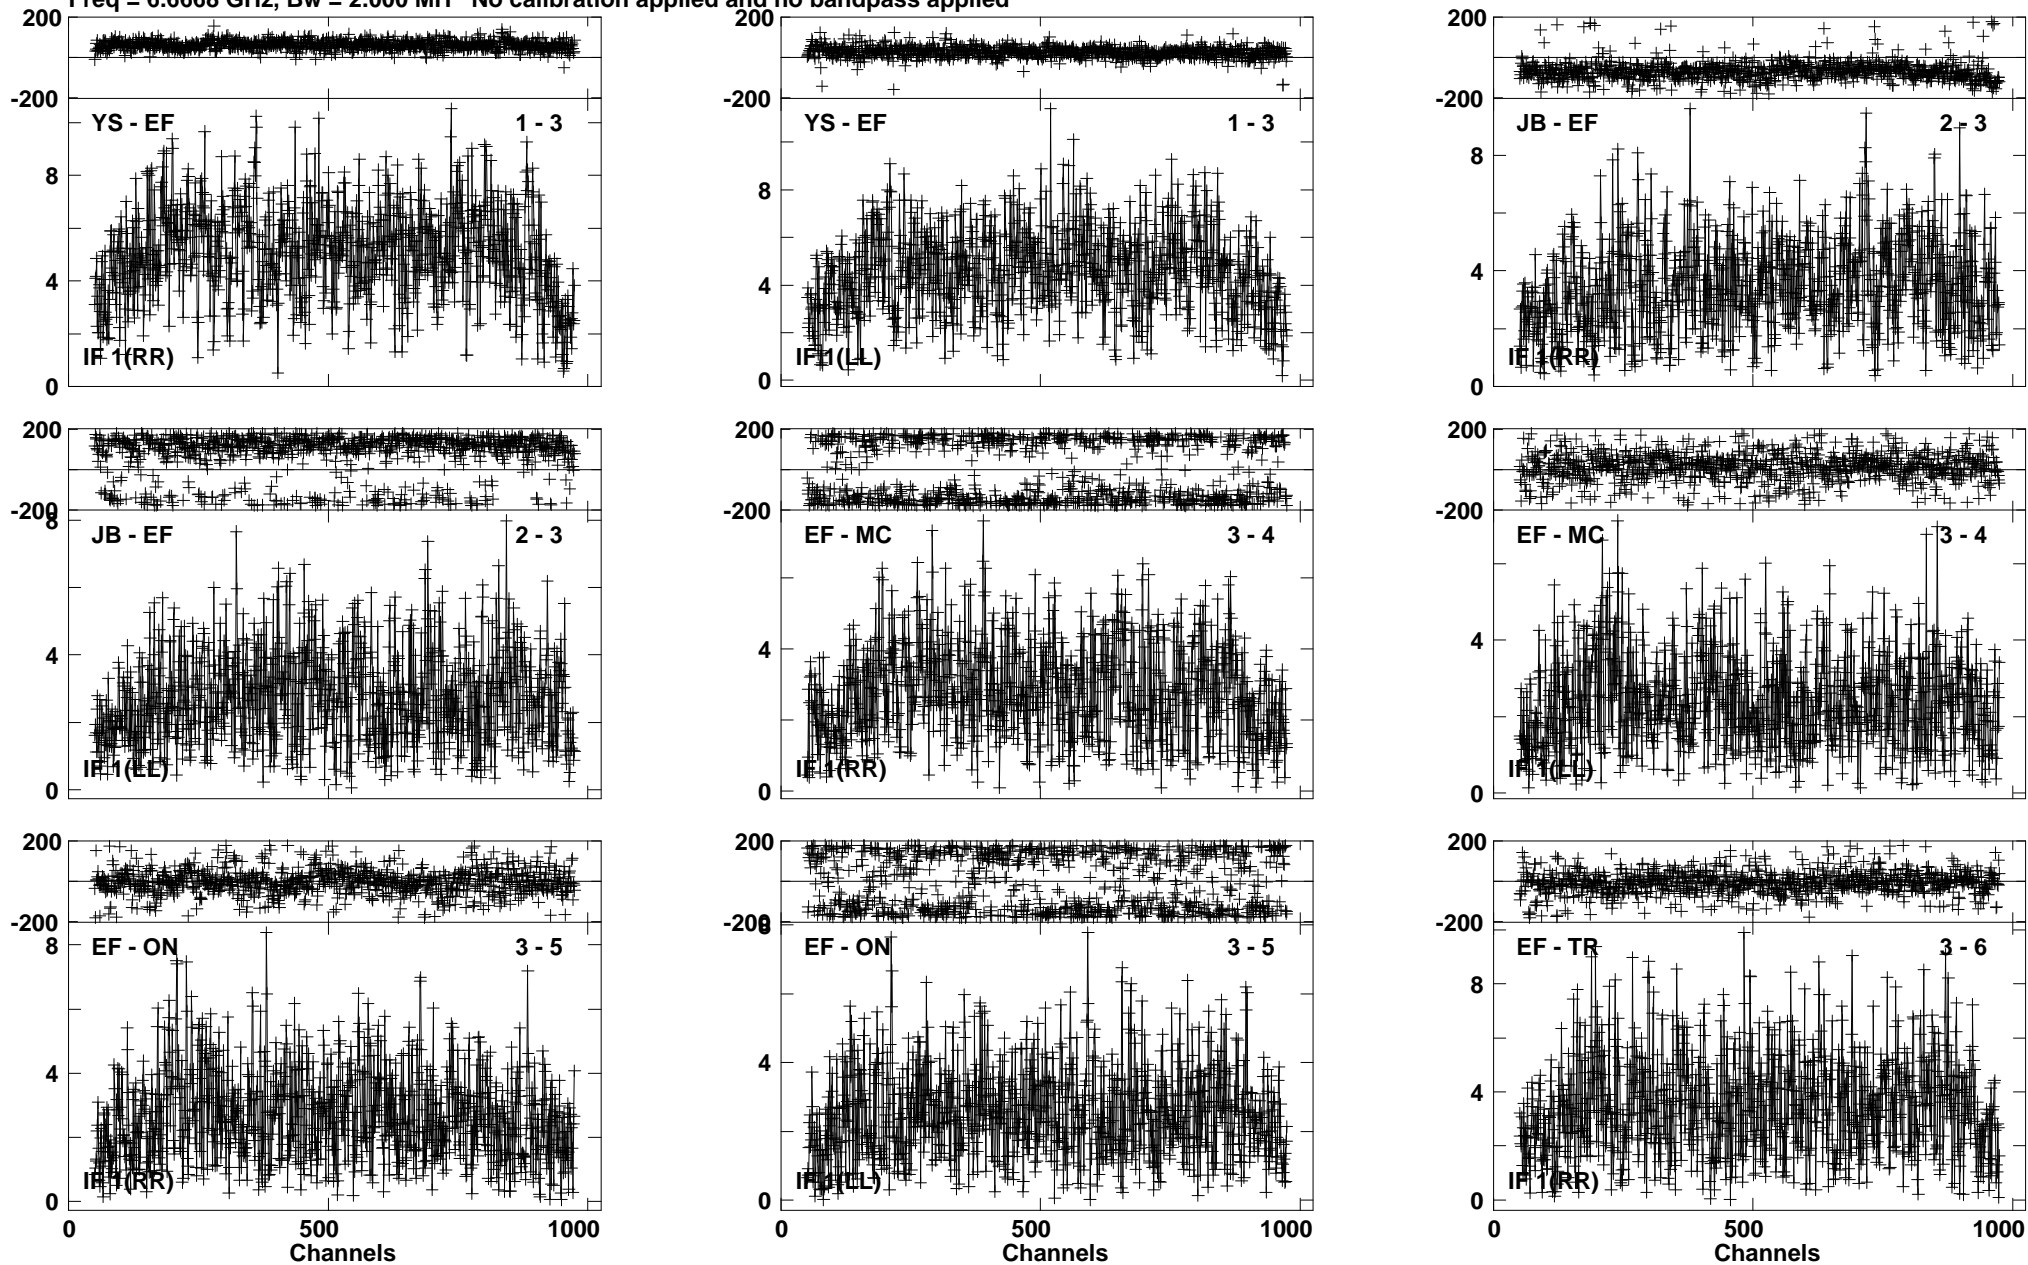 Freq = 6.6668 GHz, Bw = 2.000 MH No calibration applied and no bandpass applied
200
-200
YS - EF 1 - 3
8
4
0
IF 1(RR)
200
-200
YS - EF 1 - 3
8
4
0
IF 1(LL)
200
-200
JB - EF 2 - 3
8
4
0
IF 1(RR)
200
-200
8
JB - EF 2 - 3
4
0
IF 1(LL)
200
-200
EF - MC 3 - 4
4
0
IF 1(RR)
200
-200
EF - MC 3 - 4
4
0
IF 1(LL)
200
-200
EF - ON 3 - 5
8
4
0
IF 1(RR)
0 500 1000
Channels
200
-200
8
EF - ON 3 - 5
4
0
IF 1(LL)
0 500 1000
Channels
200
-200
EF - TR 3 - 6
8
4
0
IF 1(RR)
0 500 1000
Channels